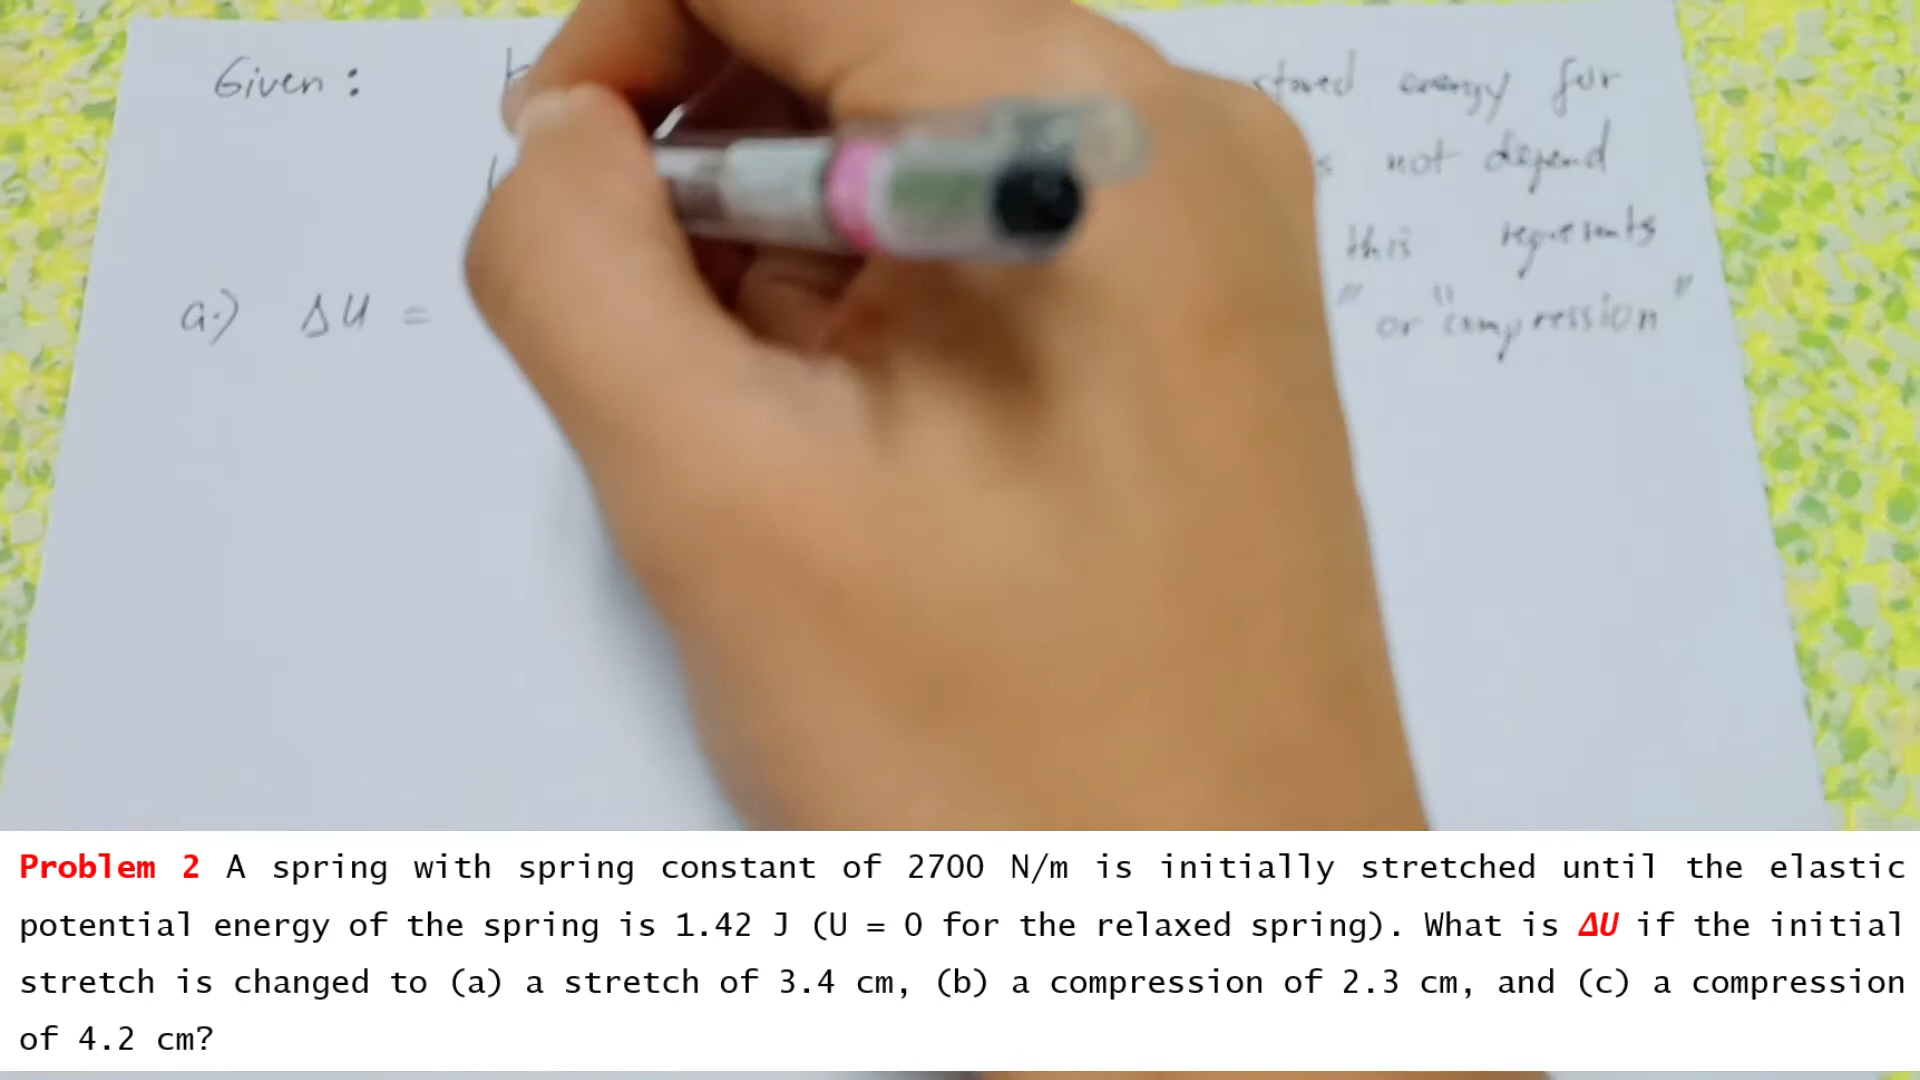 Given : stored energy for
not depend
this represents
a.) ΔU = " or "compression"
Problem 2 A spring with spring constant of 2700 N/m is initially stretched until the elastic
potential energy of the spring is 1.42 J (U = 0 for the relaxed spring). What is ΔU if the initial
stretch is changed to (a) a stretch of 3.4 cm, (b) a compression of 2.3 cm, and (c) a compression
of 4.2 cm?